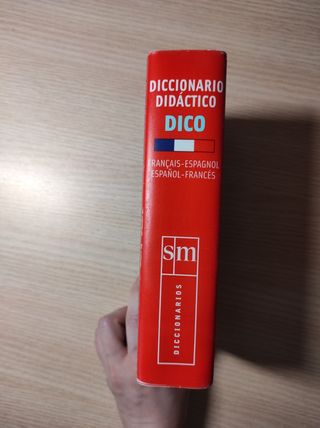 DICCIONARIO
DIDÁCTICO
DICO
FRANÇAIS-ESPAGNOL
ESPAÑOL-FRANCÉS
sm
DICCIONARIOS